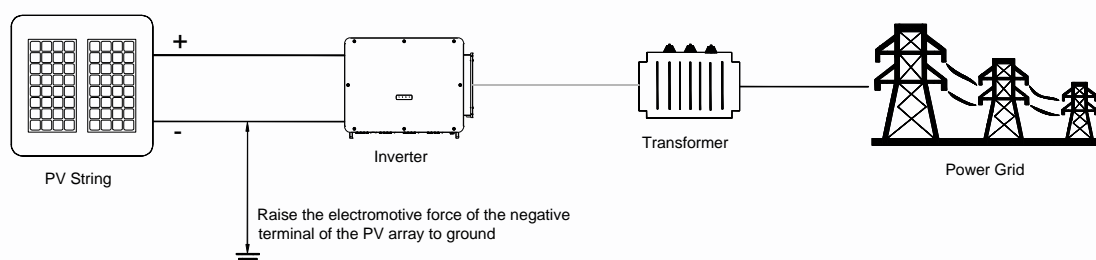 +
-
PV String
Inverter
Transformer
Power Grid
Raise the electromotive force of the negative
terminal of the PV array to ground